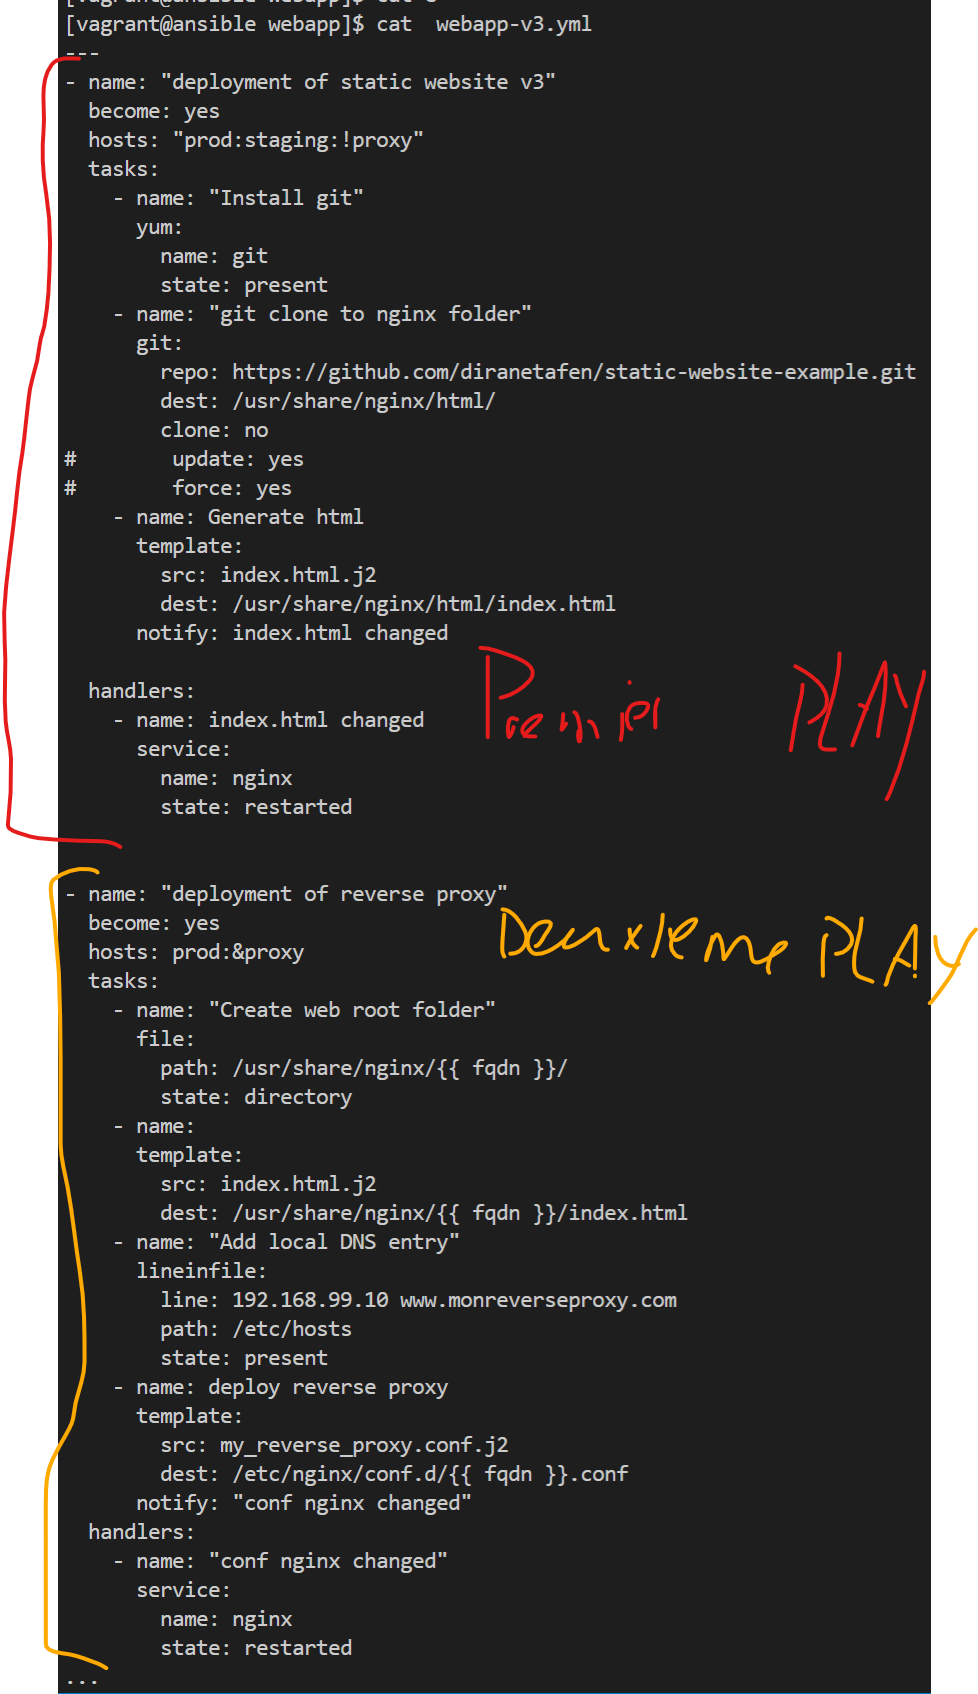 [vagrant@ansible webapp]$ cat
[vagrant@ansible webapp]$ cat  webapp-v3.yml
---
- name: "deployment of static website v3"
  become: yes
  hosts: "prod:staging:!proxy"
  tasks:
    - name: "Install git"
      yum:
        name: git
        state: present
    - name: "git clone to nginx folder"
      git:
        repo: https://github.com/diranetafen/static-website-example.git
        dest: /usr/share/nginx/html/
        clone: no
#        update: yes
#        force: yes
    - name: Generate html
      template:
        src: index.html.j2
        dest: /usr/share/nginx/html/index.html
      notify: index.html changed
Premier PLAY
  handlers:
    - name: index.html changed
      service:
        name: nginx
        state: restarted
- name: "deployment of reverse proxy"
  become: yes
Deuxieme PLAY
  hosts: prod:&proxy
  tasks:
    - name: "Create web root folder"
      file:
        path: /usr/share/nginx/{{ fqdn }}/
        state: directory
    - name:
      template:
        src: index.html.j2
        dest: /usr/share/nginx/{{ fqdn }}/index.html
    - name: "Add local DNS entry"
      lineinfile:
        line: 192.168.99.10 www.monreverseproxy.com
        path: /etc/hosts
        state: present
    - name: deploy reverse proxy
      template:
        src: my_reverse_proxy.conf.j2
        dest: /etc/nginx/conf.d/{{ fqdn }}.conf
      notify: "conf nginx changed"
  handlers:
    - name: "conf nginx changed"
      service:
        name: nginx
        state: restarted
...